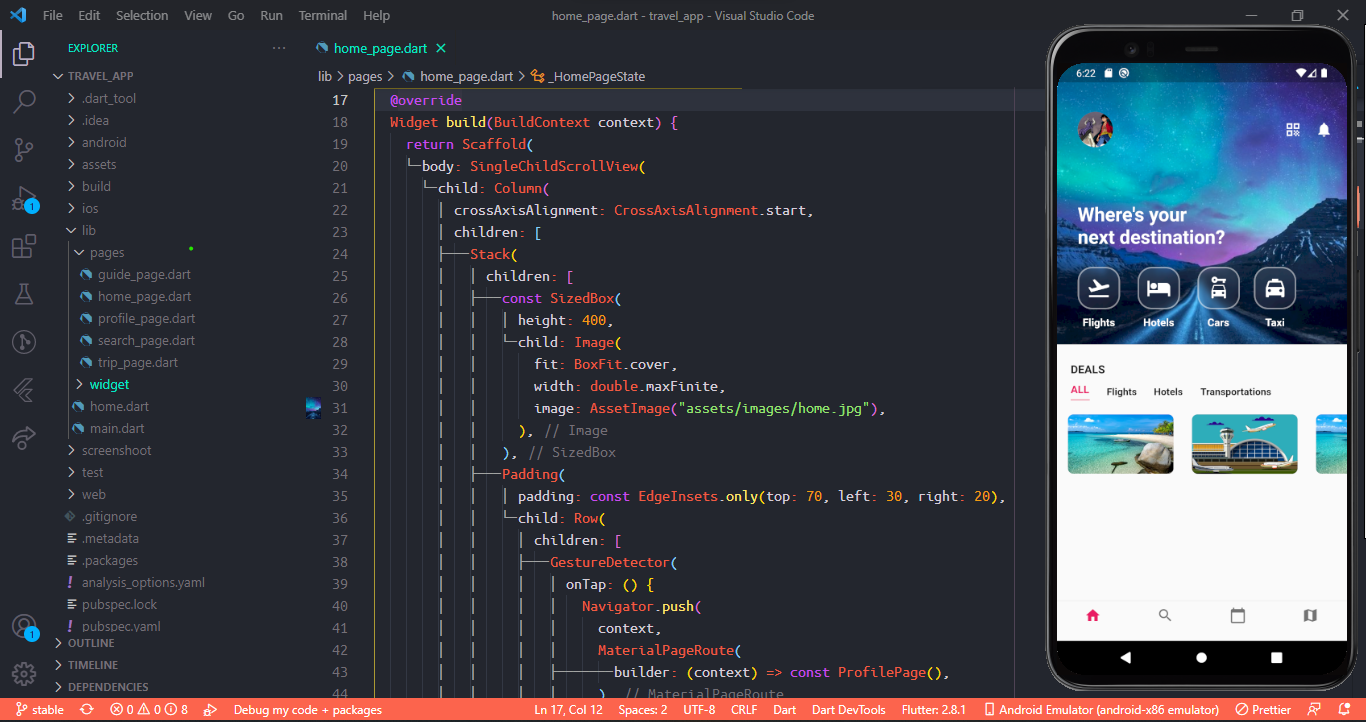 File Edit Selection View Go Run Terminal Help
home_page.dart - travel_app - Visual Studio Code
EXPLORER
TRAVEL_APP
.dart_tool
.idea
android
assets
build
ios
lib
pages
guide_page.dart
home_page.dart
profile_page.dart
search_page.dart
trip_page.dart
widget
home.dart
main.dart
screenshoot
test
web
.gitignore
.metadata
.packages
analysis_options.yaml
pubspec.lock
pubspec.yaml
OUTLINE
TIMELINE
DEPENDENCIES
1
1
home_page.dart
lib > pages > home_page.dart > _HomePageState
17 @override
18 Widget build(BuildContext context) {
19 return Scaffold(
20 body: SingleChildScrollView(
21 child: Column(
22 crossAxisAlignment: CrossAxisAlignment.start,
23 children: [
24 Stack(
25 children: [
26 const SizedBox(
27 height: 400,
28 child: Image(
29 fit: BoxFit.cover,
30 width: double.maxFinite,
31 image: AssetImage("assets/images/home.jpg"),
32 ), // Image
33 ), // SizedBox
34 Padding(
35 padding: const EdgeInsets.only(top: 70, left: 30, right: 20),
36 child: Row(
37 children: [
38 GestureDetector(
39 onTap: () {
40 Navigator.push(
41 context,
42 MaterialPageRoute(
43 builder: (context) => const ProfilePage(),
44 ) // MaterialPageRoute
6:22
Where's your
next destination?
Flights Hotels Cars Taxi
DEALS
ALL Flights Hotels Transportations
stable 0 0 8 Debug my code + packages Ln 17, Col 12 Spaces: 2 UTF-8 CRLF Dart Dart DevTools Flutter: 2.8.1 Android Emulator (android-x86 emulator) Prettier